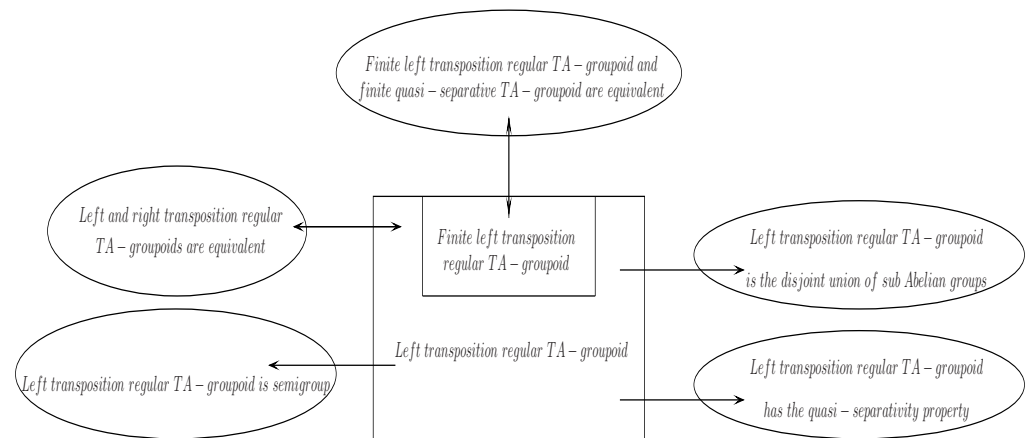 Finite left transposition regular TA – groupoid and
finite quasi – separative TA – groupoid are equivalent
Left and right transposition regular
TA – groupoids are equivalent
Finite left transposition
regular TA – groupoid
Left transposition regular TA – groupoid
is the disjoint union of sub Abelian groups
Left transposition regular TA – groupoid
Left transposition regular TA – groupoid is semigroup
Left transposition regular TA – groupoid
has the quasi – separativity property